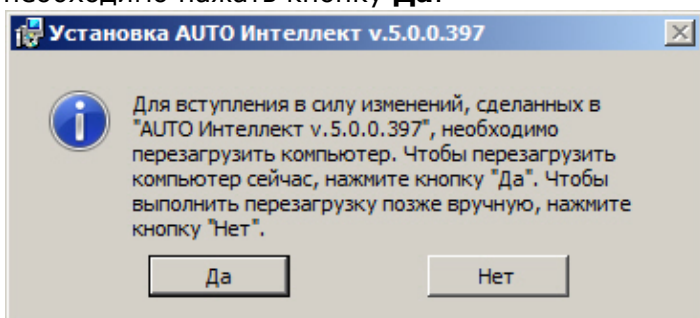 необходимо нажать кнопку Да.
Установка AUTO Интеллект v.5.0.0.397
Для вступления в силу изменений, сделанных в
"AUTO Интеллект v.5.0.0.397", необходимо
перезагрузить компьютер. Чтобы перезагрузить
компьютер сейчас, нажмите кнопку "Да". Чтобы
выполнить перезагрузку позже вручную, нажмите
кнопку "Нет".
Да
Нет